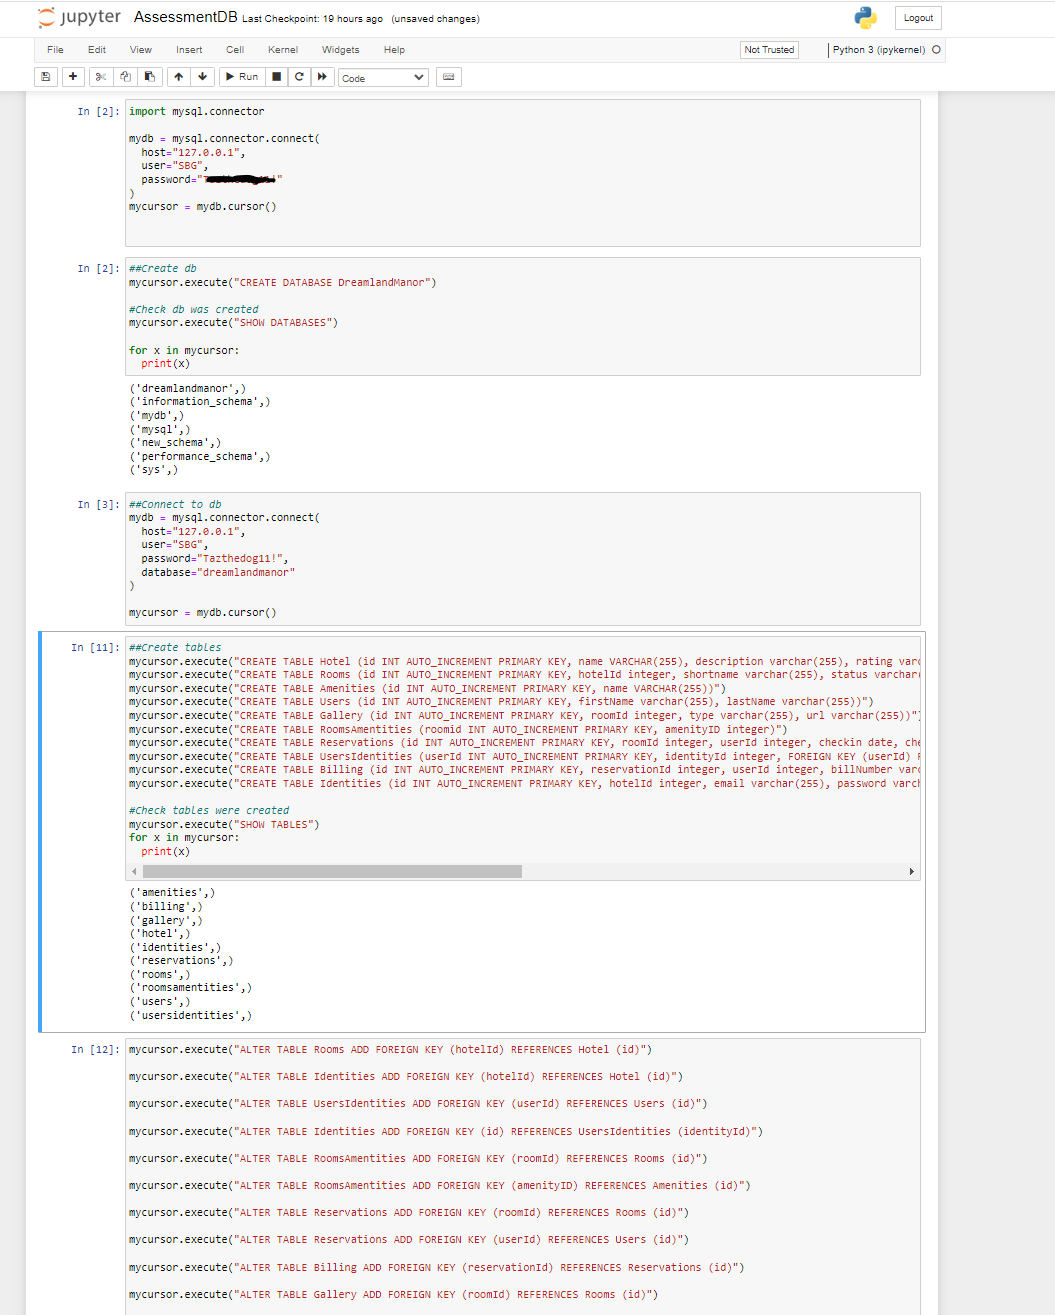 jupyter AssessmentDB Last Checkpoint: 19 hours ago (unsaved changes)
Logout
File Edit View Insert Cell Kernel Widgets Help
Not Trusted
Python 3 (ipykernel)
Run
Code
In [2]: import mysql.connector
mydb = mysql.connector.connect(
host="127.0.0.1",
user="SBG",
password="
)
mycursor = mydb.cursor()
In [2]: ##Create db
mycursor.execute("CREATE DATABASE DreamlandManor")
#Check db was created
mycursor.execute("SHOW DATABASES")
for x in mycursor:
print(x)
('dreamlandmanor',)
('information_schema',)
('mydb',)
('mysql',)
('new_schema',)
('performance_schema',)
('sys',)
In [3]: ##Connect to db
mydb = mysql.connector.connect(
host="127.0.0.1",
user="SBG",
password="Tazthedog11!",
database="dreamlandmanor"
)
mycursor = mydb.cursor()
In [11]: ##Create tables
mycursor.execute("CREATE TABLE Hotel (id INT AUTO_INCREMENT PRIMARY KEY, name VARCHAR(255), description varchar(255), rating varc
mycursor.execute("CREATE TABLE Rooms (id INT AUTO_INCREMENT PRIMARY KEY, hotelId integer, shortname varchar(255), status varchar(
mycursor.execute("CREATE TABLE Amenities (id INT AUTO_INCREMENT PRIMARY KEY, name VARCHAR(255))")
mycursor.execute("CREATE TABLE Users (id INT AUTO_INCREMENT PRIMARY KEY, firstName varchar(255), lastName varchar(255))")
mycursor.execute("CREATE TABLE Gallery (id INT AUTO_INCREMENT PRIMARY KEY, roomId integer, type varchar(255), url varchar(255))")
mycursor.execute("CREATE TABLE RoomsAmentities (roomid INT AUTO_INCREMENT PRIMARY KEY, amenityID integer)")
mycursor.execute("CREATE TABLE Reservations (id INT AUTO_INCREMENT PRIMARY KEY, roomId integer, userId integer, checkin date, che
mycursor.execute("CREATE TABLE UsersIdentities (userId INT AUTO_INCREMENT PRIMARY KEY, identityId integer, FOREIGN KEY (userId) R
mycursor.execute("CREATE TABLE Billing (id INT AUTO_INCREMENT PRIMARY KEY, reservationId integer, userId integer, billNumber varc
mycursor.execute("CREATE TABLE Identities (id INT AUTO_INCREMENT PRIMARY KEY, hotelId integer, email varchar(255), password varch
#Check tables were created
mycursor.execute("SHOW TABLES")
for x in mycursor:
print(x)
('amenities',)
('billing',)
('gallery',)
('hotel',)
('identities',)
('reservations',)
('rooms',)
('roomsamentities',)
('users',)
('usersidentities',)
In [12]: mycursor.execute("ALTER TABLE Rooms ADD FOREIGN KEY (hotelId) REFERENCES Hotel (id)")
mycursor.execute("ALTER TABLE Identities ADD FOREIGN KEY (hotelId) REFERENCES Hotel (id)")
mycursor.execute("ALTER TABLE UsersIdentities ADD FOREIGN KEY (userId) REFERENCES Users (id)")
mycursor.execute("ALTER TABLE Identities ADD FOREIGN KEY (id) REFERENCES UsersIdentities (identityId)")
mycursor.execute("ALTER TABLE RoomsAmentities ADD FOREIGN KEY (roomId) REFERENCES Rooms (id)")
mycursor.execute("ALTER TABLE RoomsAmentities ADD FOREIGN KEY (amenityID) REFERENCES Amenities (id)")
mycursor.execute("ALTER TABLE Reservations ADD FOREIGN KEY (roomId) REFERENCES Rooms (id)")
mycursor.execute("ALTER TABLE Reservations ADD FOREIGN KEY (userId) REFERENCES Users (id)")
mycursor.execute("ALTER TABLE Billing ADD FOREIGN KEY (reservationId) REFERENCES Reservations (id)")
mycursor.execute("ALTER TABLE Gallery ADD FOREIGN KEY (roomId) REFERENCES Rooms (id)")